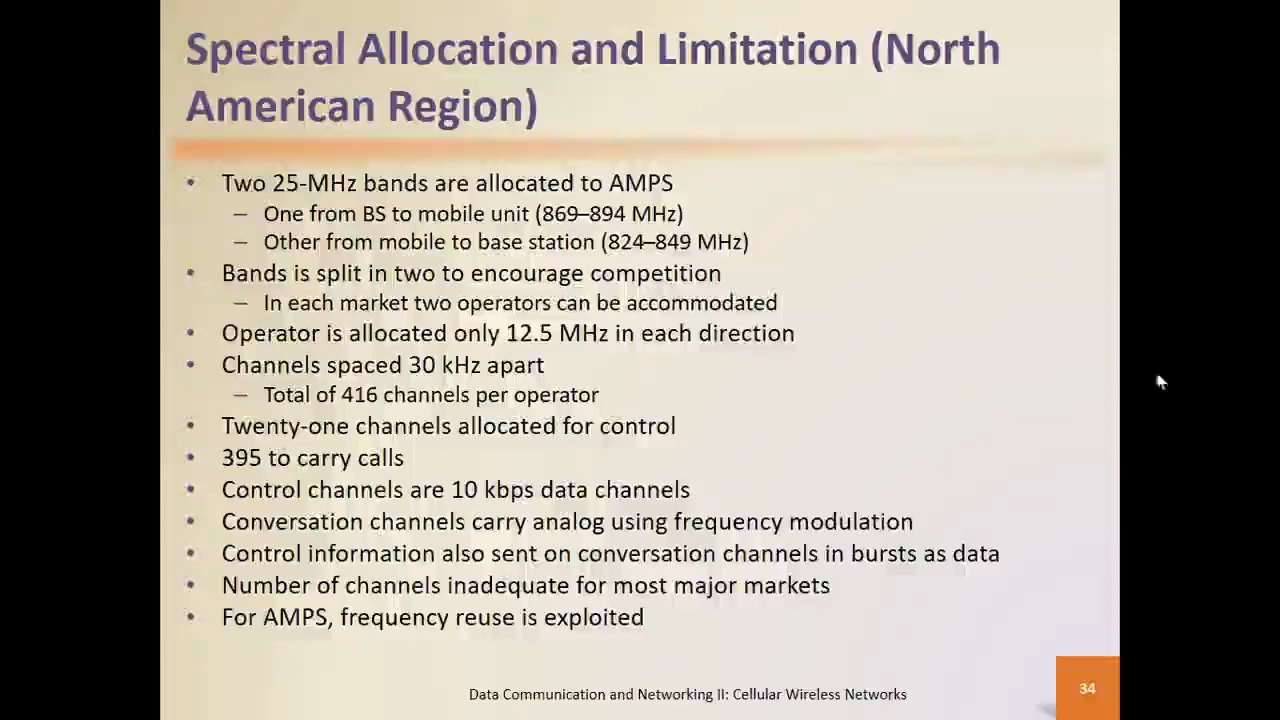 Spectral Allocation and Limitation (North
American Region)
• Two 25-MHz bands are allocated to AMPS
– One from BS to mobile unit (869–894 MHz)
– Other from mobile to base station (824–849 MHz)
• Bands is split in two to encourage competition
– In each market two operators can be accommodated
• Operator is allocated only 12.5 MHz in each direction
• Channels spaced 30 kHz apart
– Total of 416 channels per operator
• Twenty-one channels allocated for control
• 395 to carry calls
• Control channels are 10 kbps data channels
• Conversation channels carry analog using frequency modulation
• Control information also sent on conversation channels in bursts as data
• Number of channels inadequate for most major markets
• For AMPS, frequency reuse is exploited
Data Communication and Networking II: Cellular Wireless Networks
34